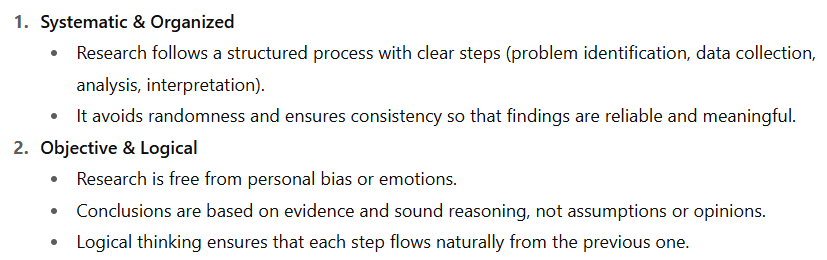 1. Systematic & Organized
• Research follows a structured process with clear steps (problem identification, data collection,
analysis, interpretation).
• It avoids randomness and ensures consistency so that findings are reliable and meaningful.
2. Objective & Logical
• Research is free from personal bias or emotions.
• Conclusions are based on evidence and sound reasoning, not assumptions or opinions.
• Logical thinking ensures that each step flows naturally from the previous one.